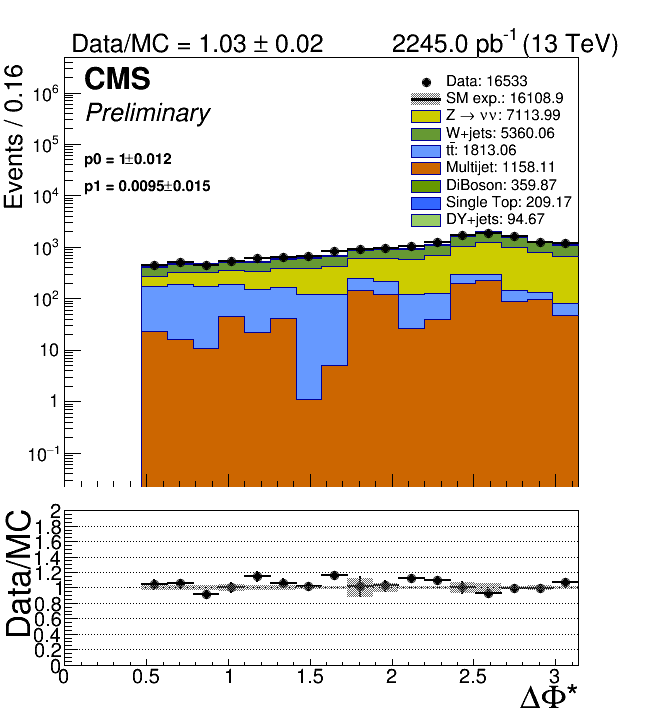 Data/MC = 1.03 ± 0.02 2245.0 pb⁻¹ (13 TeV)
CMS
Preliminary
p0 = 1±0.012
p1 = 0.0095±0.015
Data: 16533
SM exp.: 16108.9
Z → νν: 7113.99
W+jets: 5360.06
tt̄: 1813.06
Multijet: 1158.11
DiBoson: 359.87
Single Top: 209.17
DY+jets: 94.67
Events / 0.16
10⁶
10⁵
10⁴
10³
10²
10
1
10⁻¹
Data/MC
2
1.8
1.6
1.4
1.2
1
0.8
0.6
0.4
0.2
0
0 0.5 1 1.5 2 2.5 3
ΔΦ*